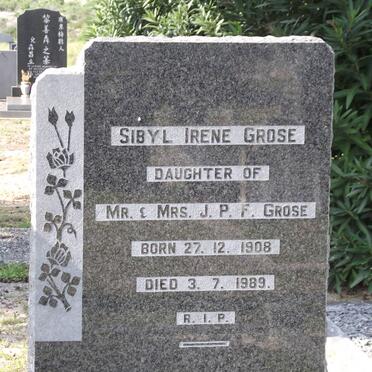 SIBYL IRENE GROSE
DAUGHTER OF
MR. & MRS. J. P. F. GROSE
BORN 27. 12. 1908
DIED 3. 7. 1989.
R. I. P.